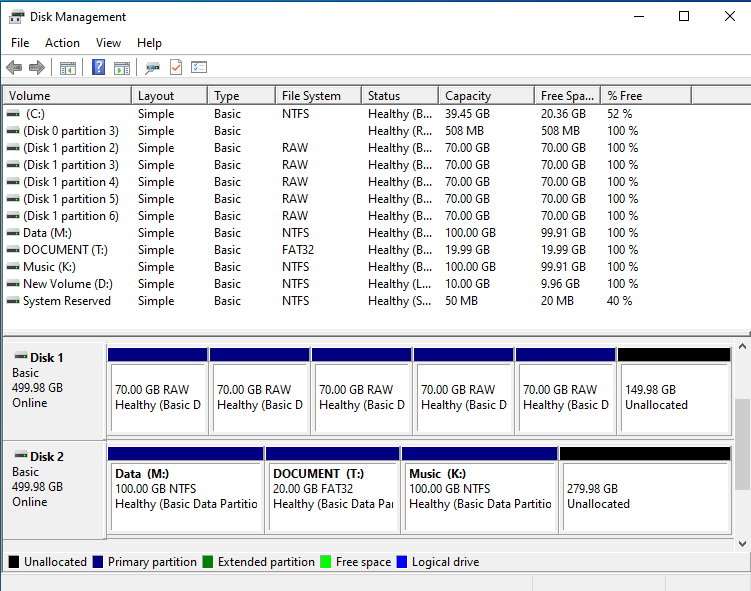 Disk Management
File Action View Help
Volume Layout Type File System Status Capacity Free Spa... % Free
(C:) Simple Basic NTFS Healthy (B... 39.45 GB 20.36 GB 52 %
(Disk 0 partition 3) Simple Basic Healthy (R... 508 MB 508 MB 100 %
(Disk 1 partition 2) Simple Basic RAW Healthy (B... 70.00 GB 70.00 GB 100 %
(Disk 1 partition 3) Simple Basic RAW Healthy (B... 70.00 GB 70.00 GB 100 %
(Disk 1 partition 4) Simple Basic RAW Healthy (B... 70.00 GB 70.00 GB 100 %
(Disk 1 partition 5) Simple Basic RAW Healthy (B... 70.00 GB 70.00 GB 100 %
(Disk 1 partition 6) Simple Basic RAW Healthy (B... 70.00 GB 70.00 GB 100 %
Data (M:) Simple Basic NTFS Healthy (B... 100.00 GB 99.91 GB 100 %
DOCUMENT (T:) Simple Basic FAT32 Healthy (B... 19.99 GB 19.99 GB 100 %
Music (K:) Simple Basic NTFS Healthy (B... 100.00 GB 99.91 GB 100 %
New Volume (D:) Simple Basic NTFS Healthy (L... 10.00 GB 9.96 GB 100 %
System Reserved Simple Basic NTFS Healthy (S... 50 MB 20 MB 40 %
Disk 1
Basic
499.98 GB
Online
70.00 GB RAW
Healthy (Basic D
70.00 GB RAW
Healthy (Basic D
70.00 GB RAW
Healthy (Basic D
70.00 GB RAW
Healthy (Basic D
70.00 GB RAW
Healthy (Basic D
149.98 GB
Unallocated
Disk 2
Basic
499.98 GB
Online
Data (M:)
100.00 GB NTFS
Healthy (Basic Data Partitio
DOCUMENT (T:)
20.00 GB FAT32
Healthy (Basic Data Par
Music (K:)
100.00 GB NTFS
Healthy (Basic Data Partitio
279.98 GB
Unallocated
Unallocated Primary partition Extended partition Free space Logical drive